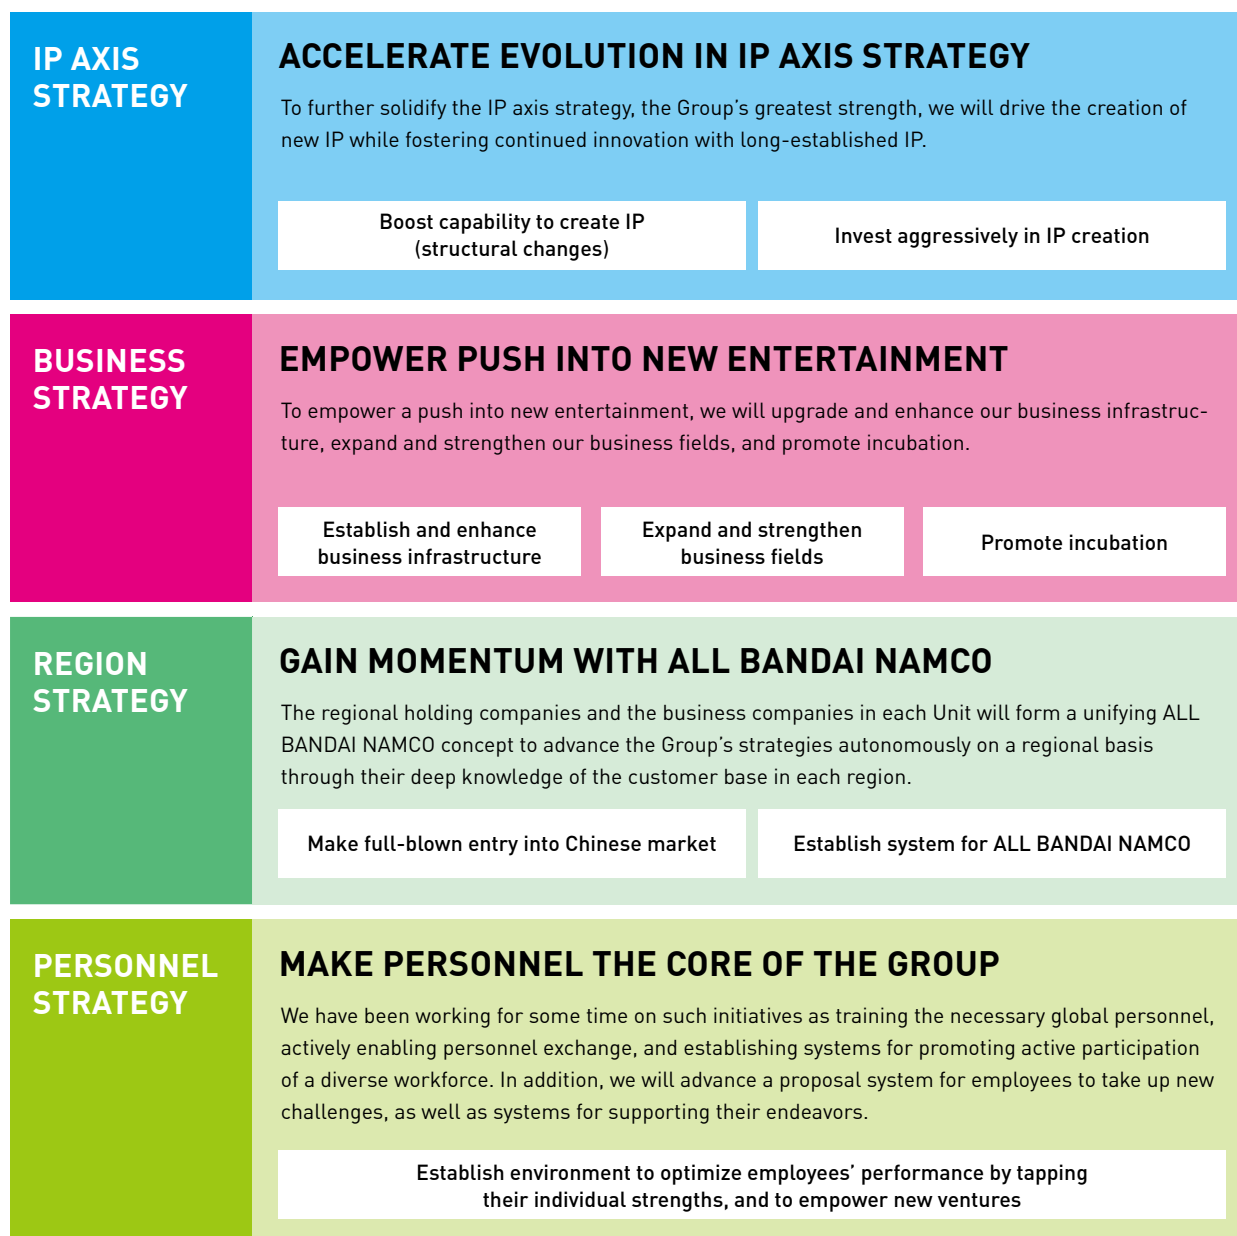 IP AXIS
STRATEGY
ACCELERATE EVOLUTION IN IP AXIS STRATEGY
To further solidify the IP axis strategy, the Group’s greatest strength, we will drive the creation of
new IP while fostering continued innovation with long-established IP.
Boost capability to create IP
(structural changes)
Invest aggressively in IP creation
BUSINESS
STRATEGY
EMPOWER PUSH INTO NEW ENTERTAINMENT
To empower a push into new entertainment, we will upgrade and enhance our business infrastruc-
ture, expand and strengthen our business fields, and promote incubation.
Establish and enhance
business infrastructure
Expand and strengthen
business fields
Promote incubation
REGION
STRATEGY
GAIN MOMENTUM WITH ALL BANDAI NAMCO
The regional holding companies and the business companies in each Unit will form a unifying ALL
BANDAI NAMCO concept to advance the Group’s strategies autonomously on a regional basis
through their deep knowledge of the customer base in each region.
Make full-blown entry into Chinese market
Establish system for ALL BANDAI NAMCO
PERSONNEL
STRATEGY
MAKE PERSONNEL THE CORE OF THE GROUP
We have been working for some time on such initiatives as training the necessary global personnel,
actively enabling personnel exchange, and establishing systems for promoting active participation
of a diverse workforce. In addition, we will advance a proposal system for employees to take up new
challenges, as well as systems for supporting their endeavors.
Establish environment to optimize employees’ performance by tapping
their individual strengths, and to empower new ventures